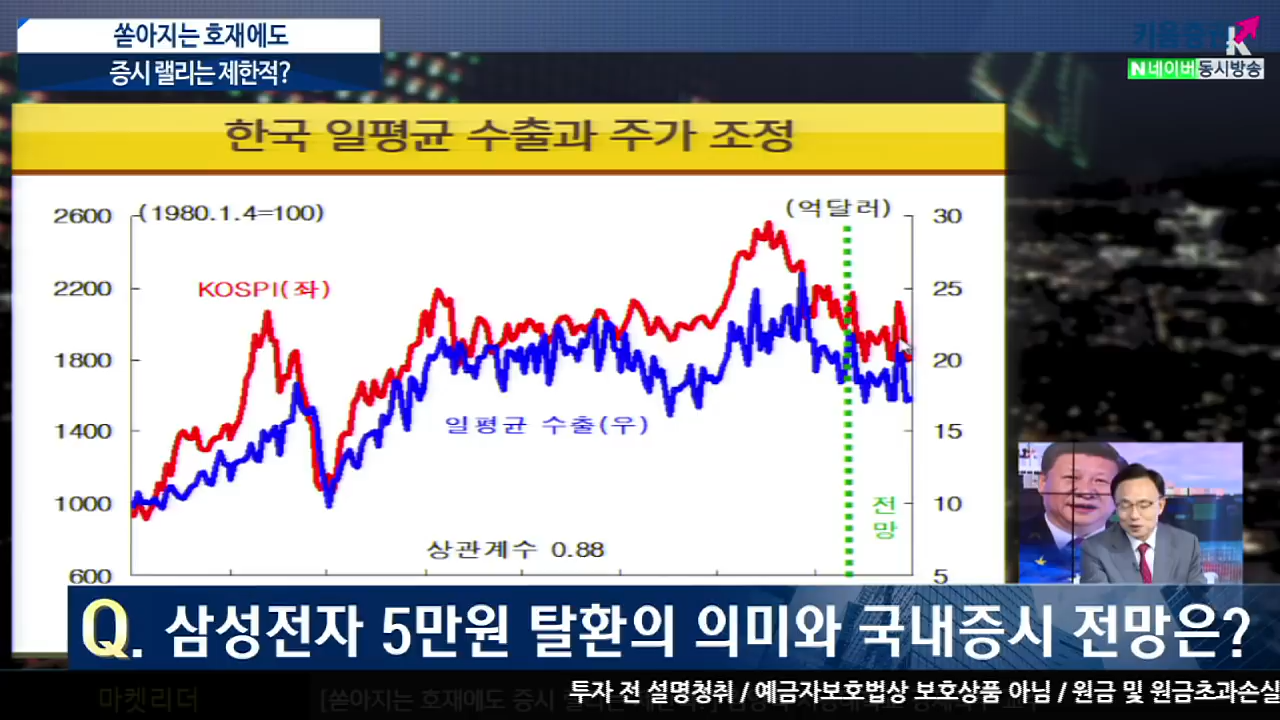 쏟아지는 호재에도
증시 랠리는 제한적?
키움증권
N 네이버 동시방송
한국 일평균 수출과 주가 조정
(1980.1.4=100)
(억달러)
2600
30
KOSPI(좌)
2200
25
1800
20
일평균 수출(우)
1400
15
1000
10
전
망
상관계수 0.88
600
5
Q. 삼성전자 5만원 탈환의 의미와 국내증시 전망은?
마켓리더
[쏟아지는 호재에도 증시
투자 전 설명청취 / 예금자보호법상 보호상품 아님 / 원금 및 원금초과손실